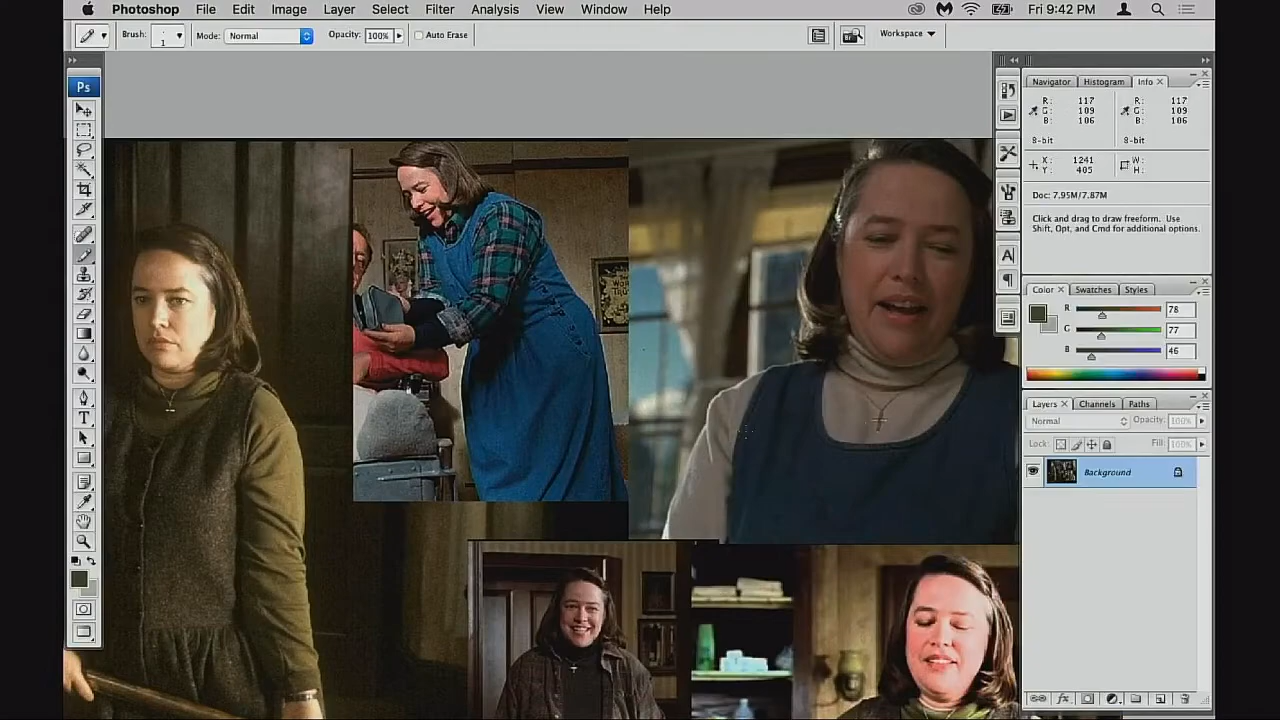 Photoshop File Edit Image Layer Select Filter Analysis View Window Help Fri 9:42 PM
Brush: 1 Mode: Normal Opacity: 100% Auto Erase Workspace
Ps
Navigator Histogram Info
R: 117 R: 117
G: 109 G: 109
B: 106 B: 106
8-bit 8-bit
X: 1241 W:
Y: 405 H:
Doc: 7.95M/7.87M
Click and drag to draw freeform. Use
Shift, Opt, and Cmd for additional options.
Color Swatches Styles
R 78
G 77
B 46
Layers Channels Paths
Normal Opacity: 100%
Lock: Fill: 100%
Background